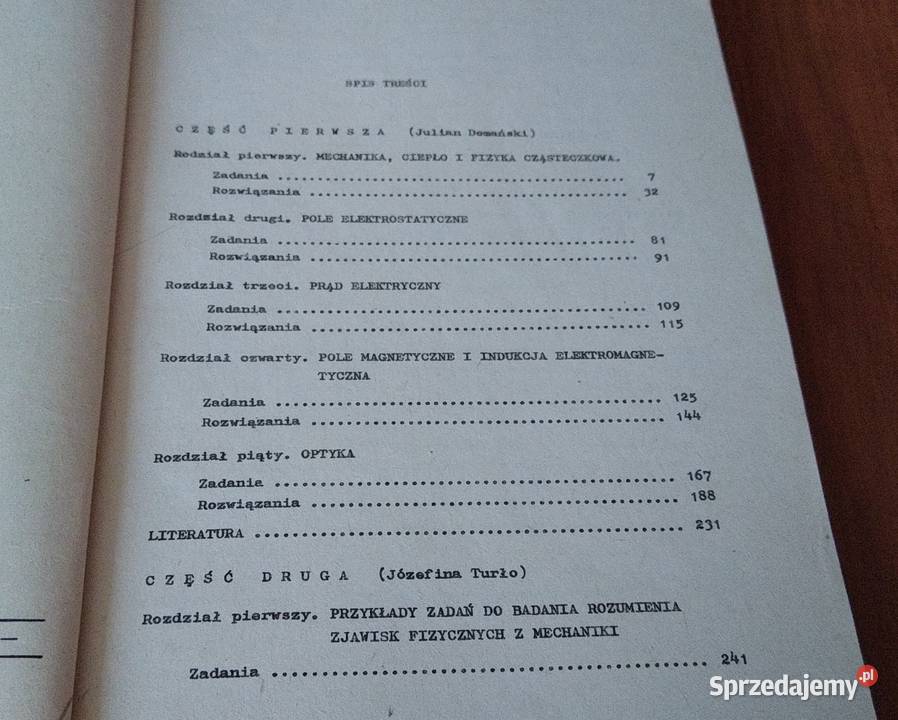 SPIS TREŚCI
CZĘŚĆ PIERWSZA (Julian Domański)
Rodział pierwszy. MECHANIKA, CIEPŁO I FIZYKA CZĄSTECZKOWA.
Zadania ........................................ 7
Rozwiązania .................................... 32
Rozdział drugi. POLE ELEKTROSTATYCZNE
Zadania ........................................ 81
Rozwiązania .................................... 91
Rozdział trzeci. PRĄD ELEKTRYCZNY
Zadania ........................................ 109
Rozwiązania .................................... 115
Rozdział czwarty. POLE MAGNETYCZNE I INDUKCJA ELEKTROMAGNE-
TYCZNA
Zadania ........................................ 125
Rozwiązania .................................... 144
Rozdział piąty. OPTYKA
Zadania ........................................ 167
Rozwiązania .................................... 188
LITERATURA ........................................ 231
CZĘŚĆ DRUGA (Józefina Turło)
Rozdział pierwszy. PRZYKŁADY ZADAŃ DO BADANIA ROZUMIENIA
ZJAWISK FIZYCZNYCH Z MECHANIKI
Zadania ........................................ 241
Sprzedajemy.pl